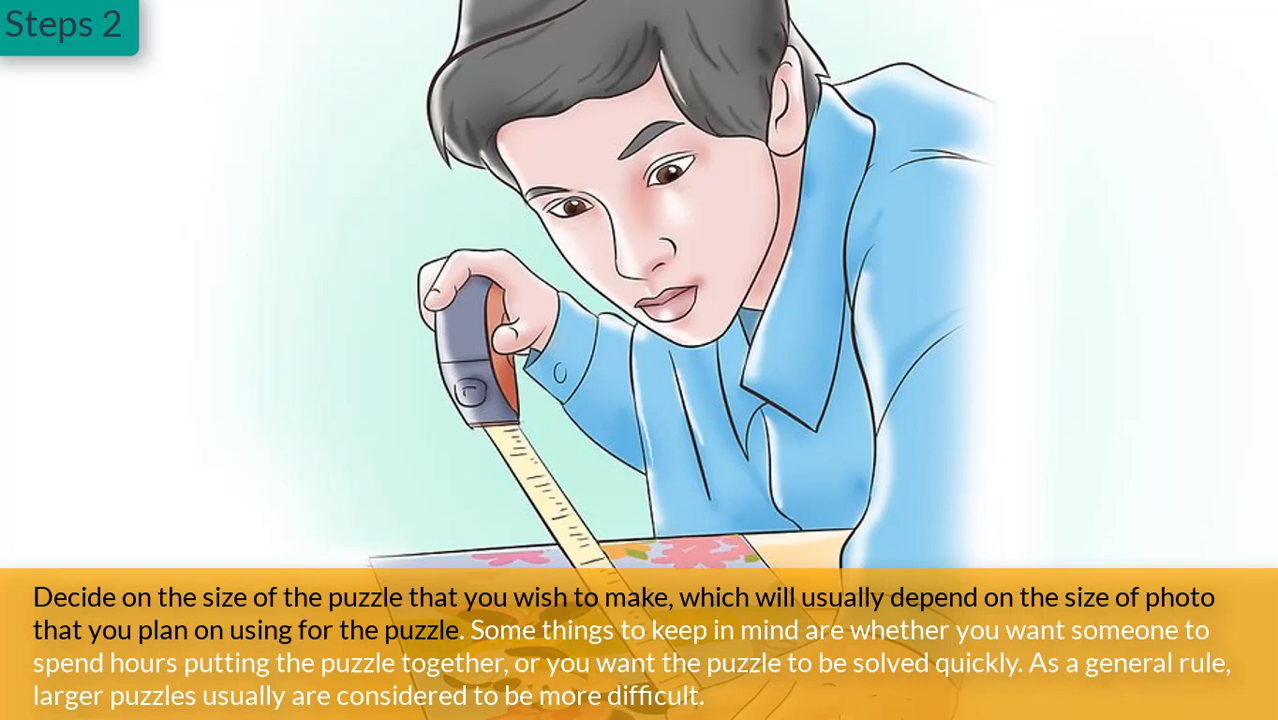 Steps 2
Decide on the size of the puzzle that you wish to make, which will usually depend on the size of photo
that you plan on using for the puzzle. Some things to keep in mind are whether you want someone to
spend hours putting the puzzle together, or you want the puzzle to be solved quickly. As a general rule,
larger puzzles usually are considered to be more difficult.